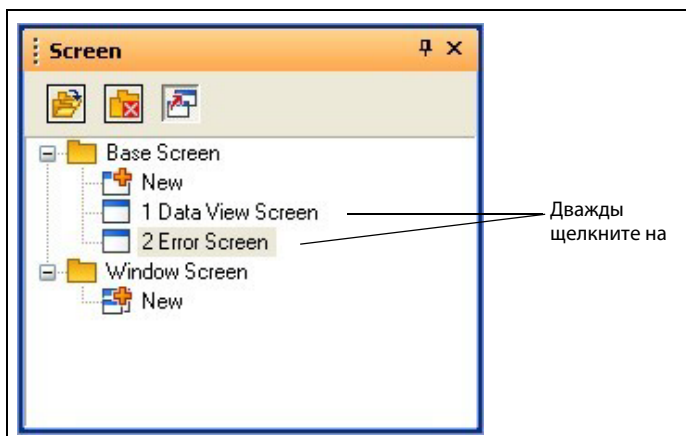 Screen
Base Screen
New
1 Data View Screen
2 Error Screen
Window Screen
New
Дважды
щелкните на